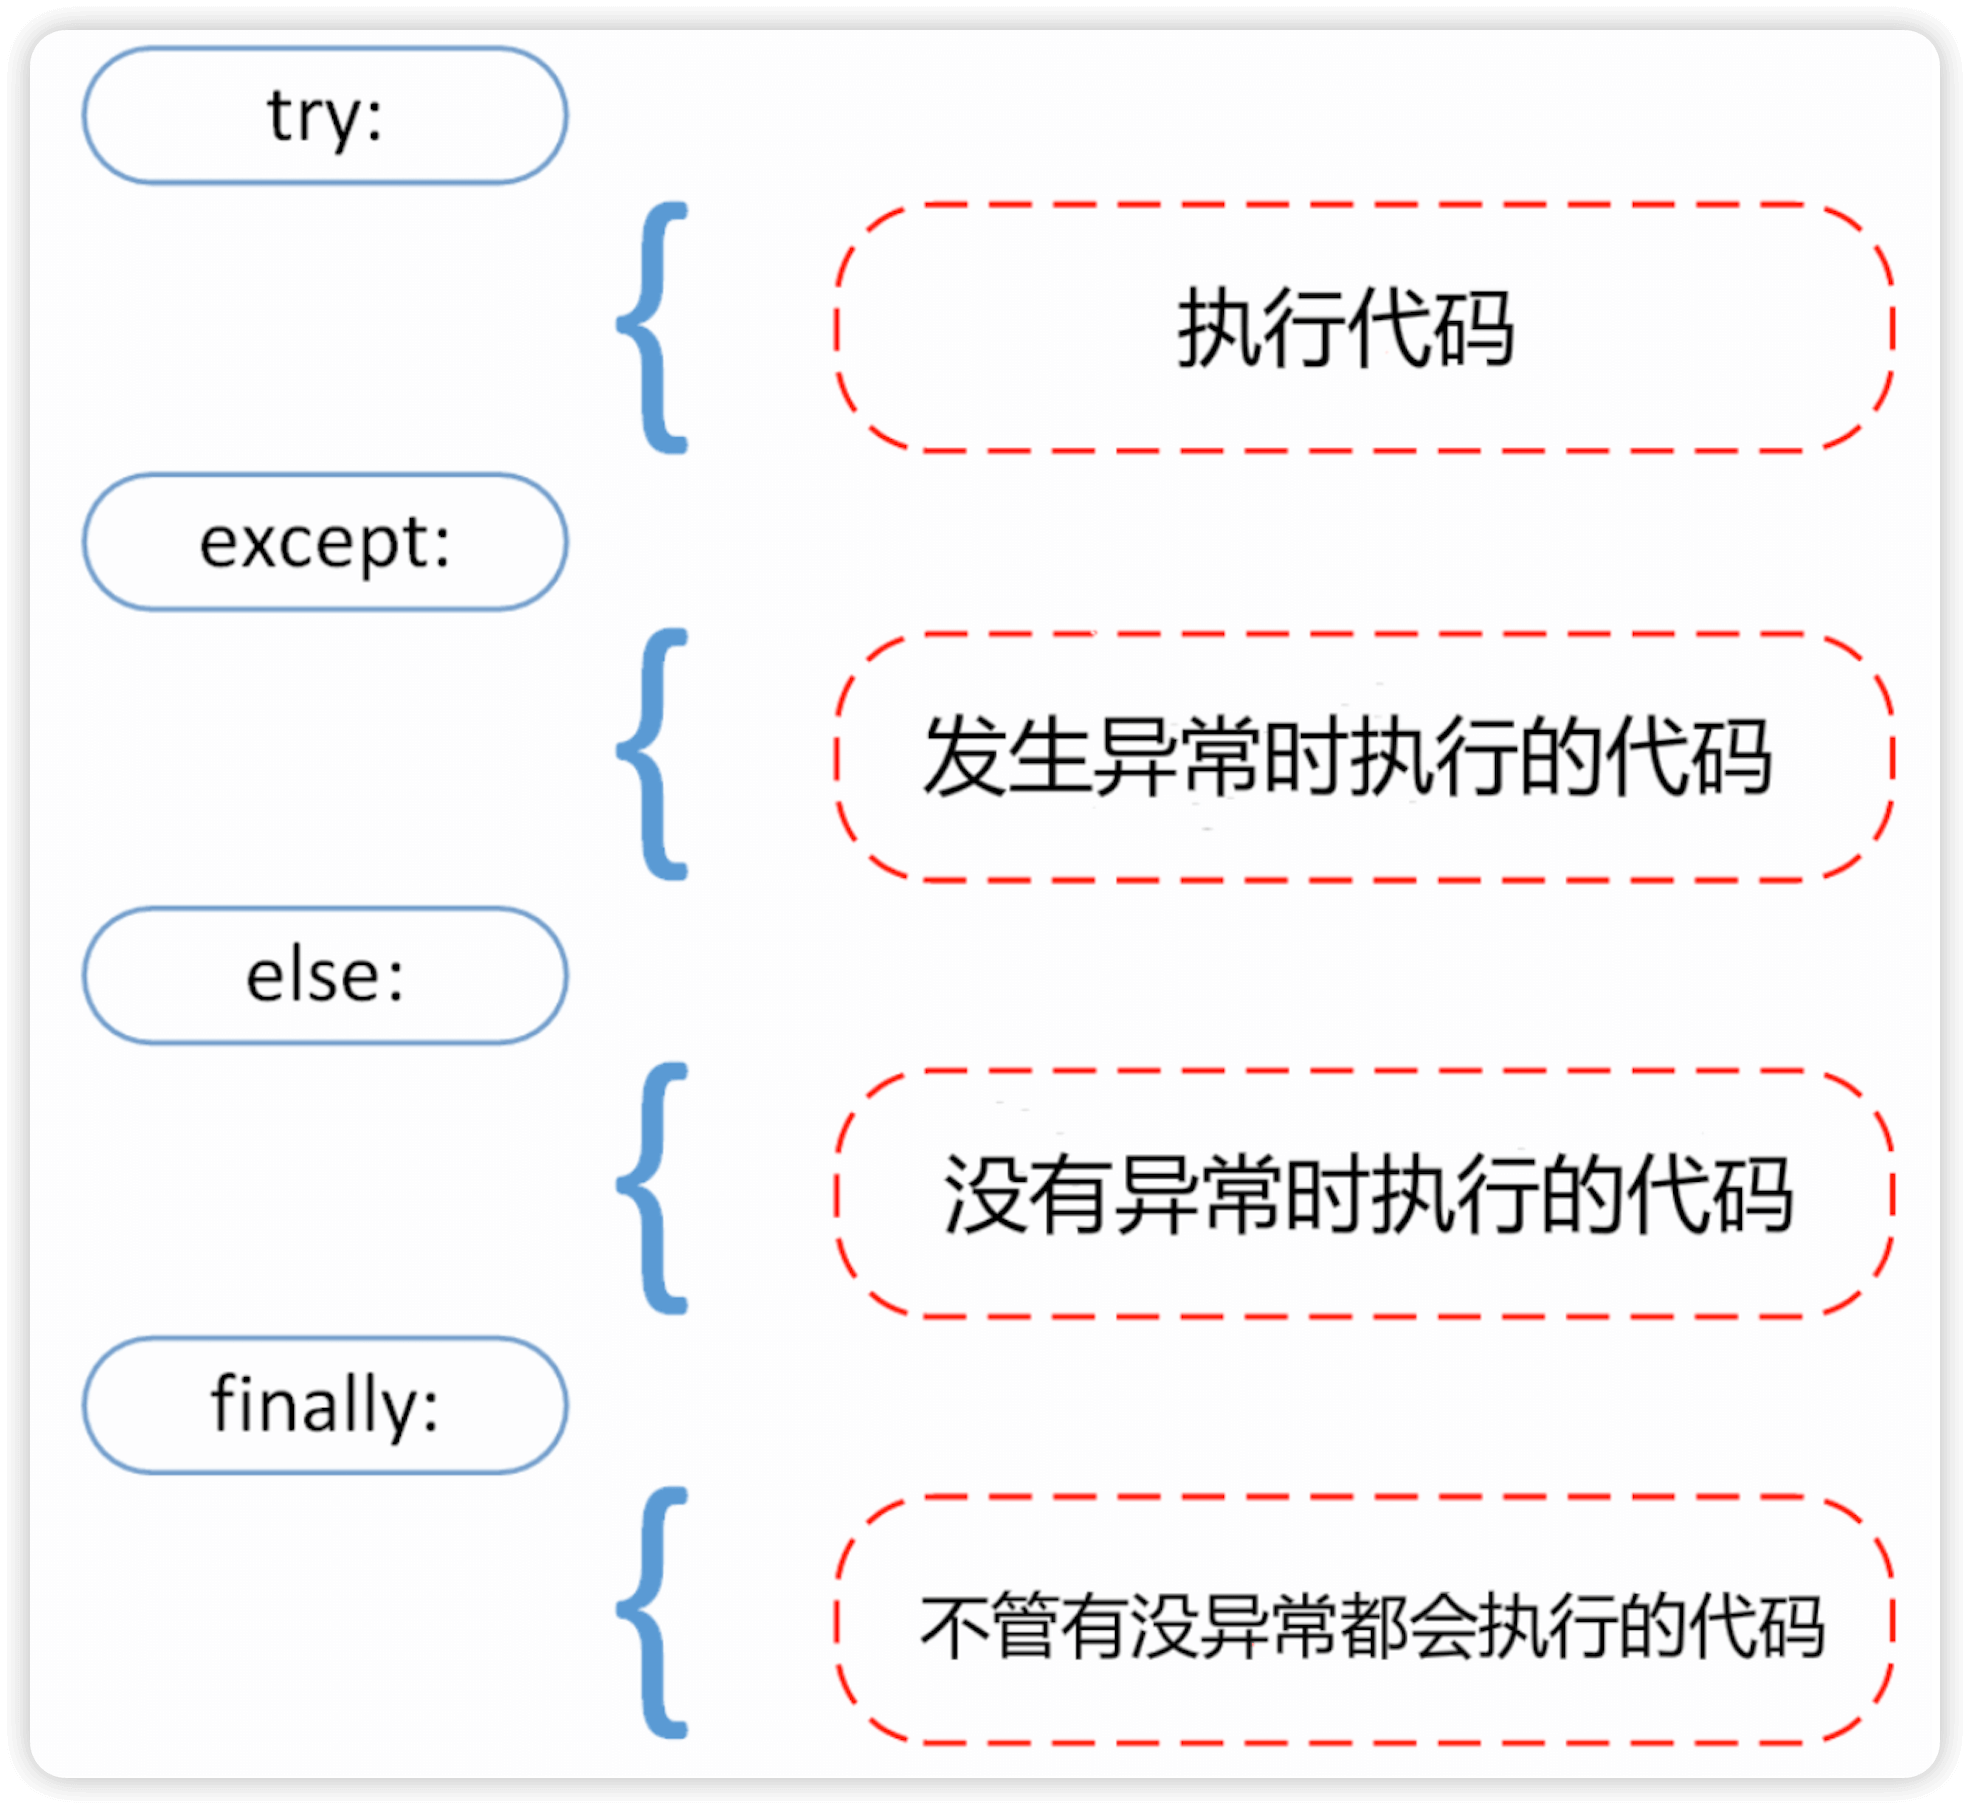 try:
执行代码
except:
发生异常时执行的代码
else:
没有异常时执行的代码
finally:
不管有没异常都会执行的代码